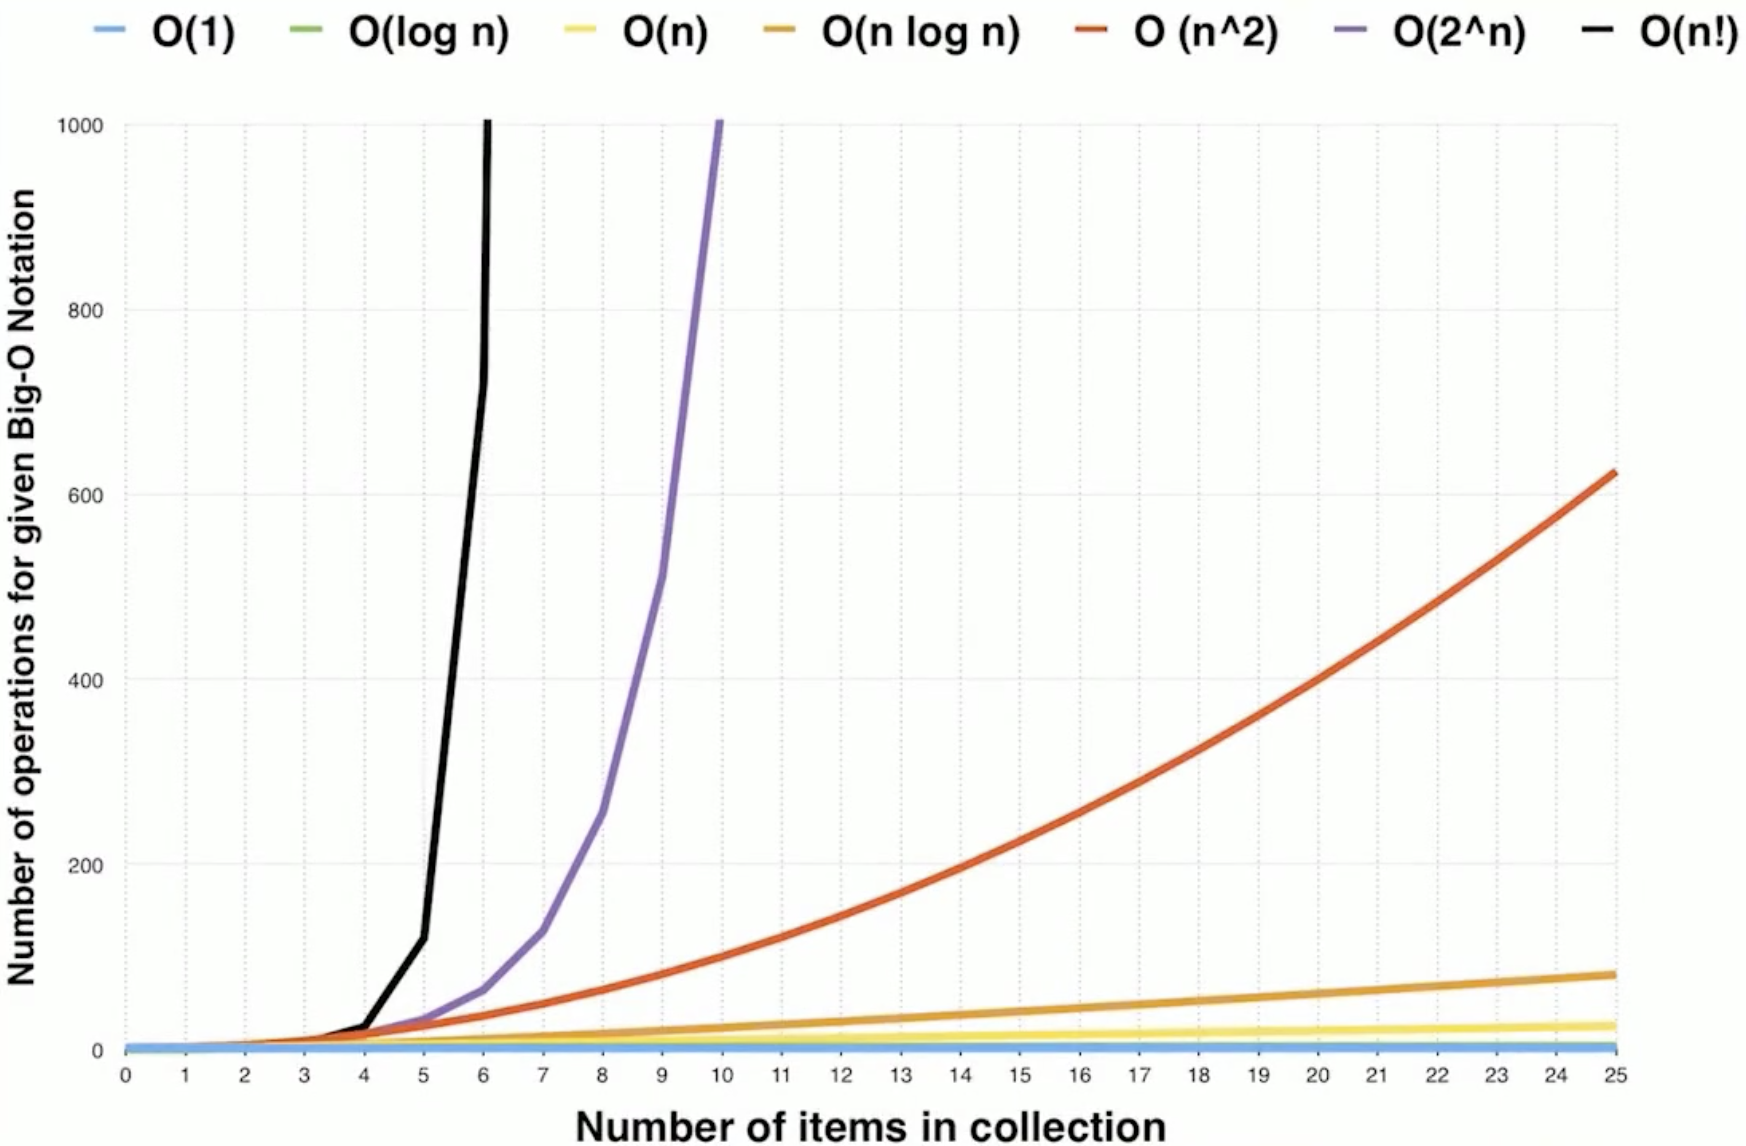 O(1) O(log n) O(n) O(n log n) O (n^2) O(2^n) O(n!)
Number of operations for given Big-O Notation
1000
800
600
400
200
0
0 1 2 3 4 5 6 7 8 9 10 11 12 13 14 15 16 17 18 19 20 21 22 23 24 25
Number of items in collection